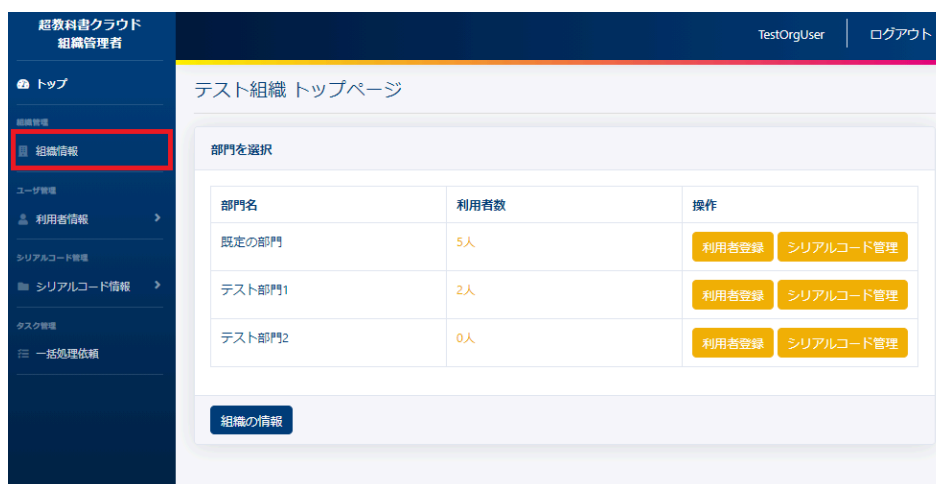 超教科書クラウド
組織管理者
TestOrgUser
ログアウト
トップ
組織管理
組織情報
ユーザ管理
利用者情報
シリアルコード管理
シリアルコード情報
タスク管理
一括処理依頼
テスト組織 トップページ
部門を選択
部門名 利用者数 操作
既定の部門 5人 利用者登録 シリアルコード管理
テスト部門1 2人 利用者登録 シリアルコード管理
テスト部門2 0人 利用者登録 シリアルコード管理
組織の情報